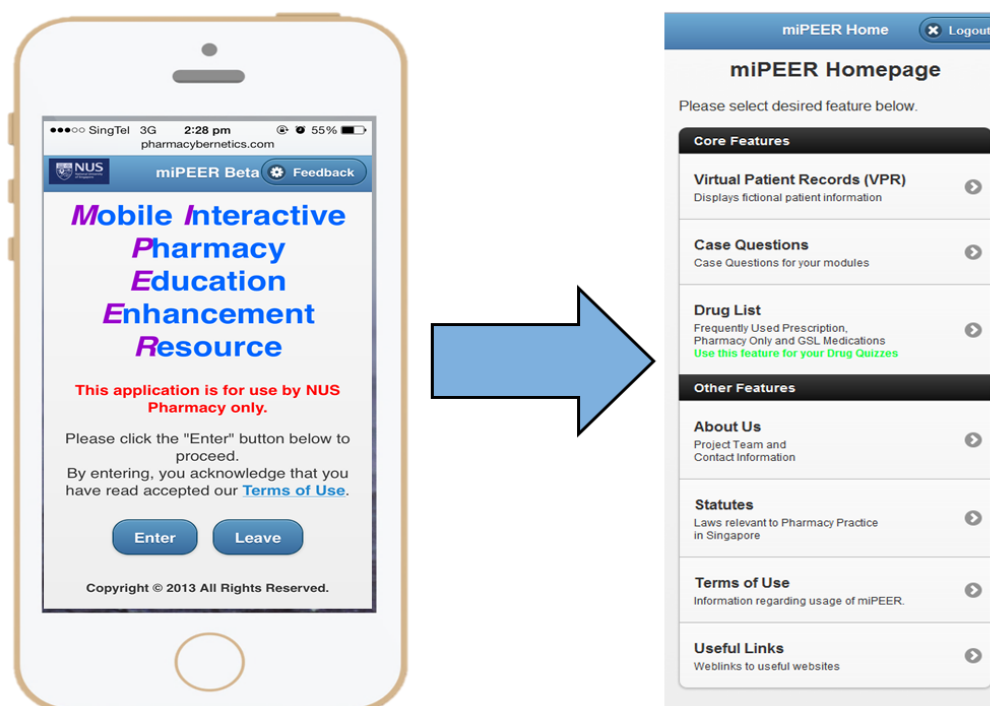 ●●●○○ SingTel 3G 2:28 pm 55%
pharmacybernetics.com
NUS
miPEER Beta
Feedback
Mobile Interactive
Pharmacy
Education
Enhancement
Resource
This application is for use by NUS
Pharmacy only.
Please click the "Enter" button below to
proceed.
By entering, you acknowledge that you
have read accepted our Terms of Use.
Enter
Leave
Copyright © 2013 All Rights Reserved.
miPEER Home
Logout
miPEER Homepage
Please select desired feature below.
Core Features
Virtual Patient Records (VPR)
Displays fictional patient information
Case Questions
Case Questions for your modules
Drug List
Frequently Used Prescription,
Pharmacy Only and GSL Medications
Use this feature for your Drug Quizzes
Other Features
About Us
Project Team and
Contact Information
Statutes
Laws relevant to Pharmacy Practice
in Singapore
Terms of Use
Information regarding usage of miPEER.
Useful Links
Weblinks to useful websites